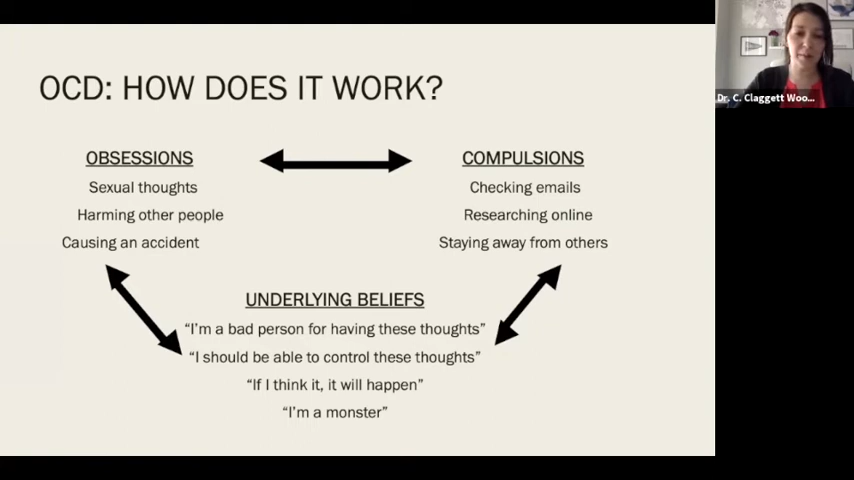 OCD: HOW DOES IT WORK?
OBSESSIONS
Sexual thoughts
Harming other people
Causing an accident
COMPULSIONS
Checking emails
Researching online
Staying away from others
UNDERLYING BELIEFS
“I’m a bad person for having these thoughts”
“I should be able to control these thoughts”
“If I think it, it will happen”
“I’m a monster”
Dr. C. Claggett Woo...